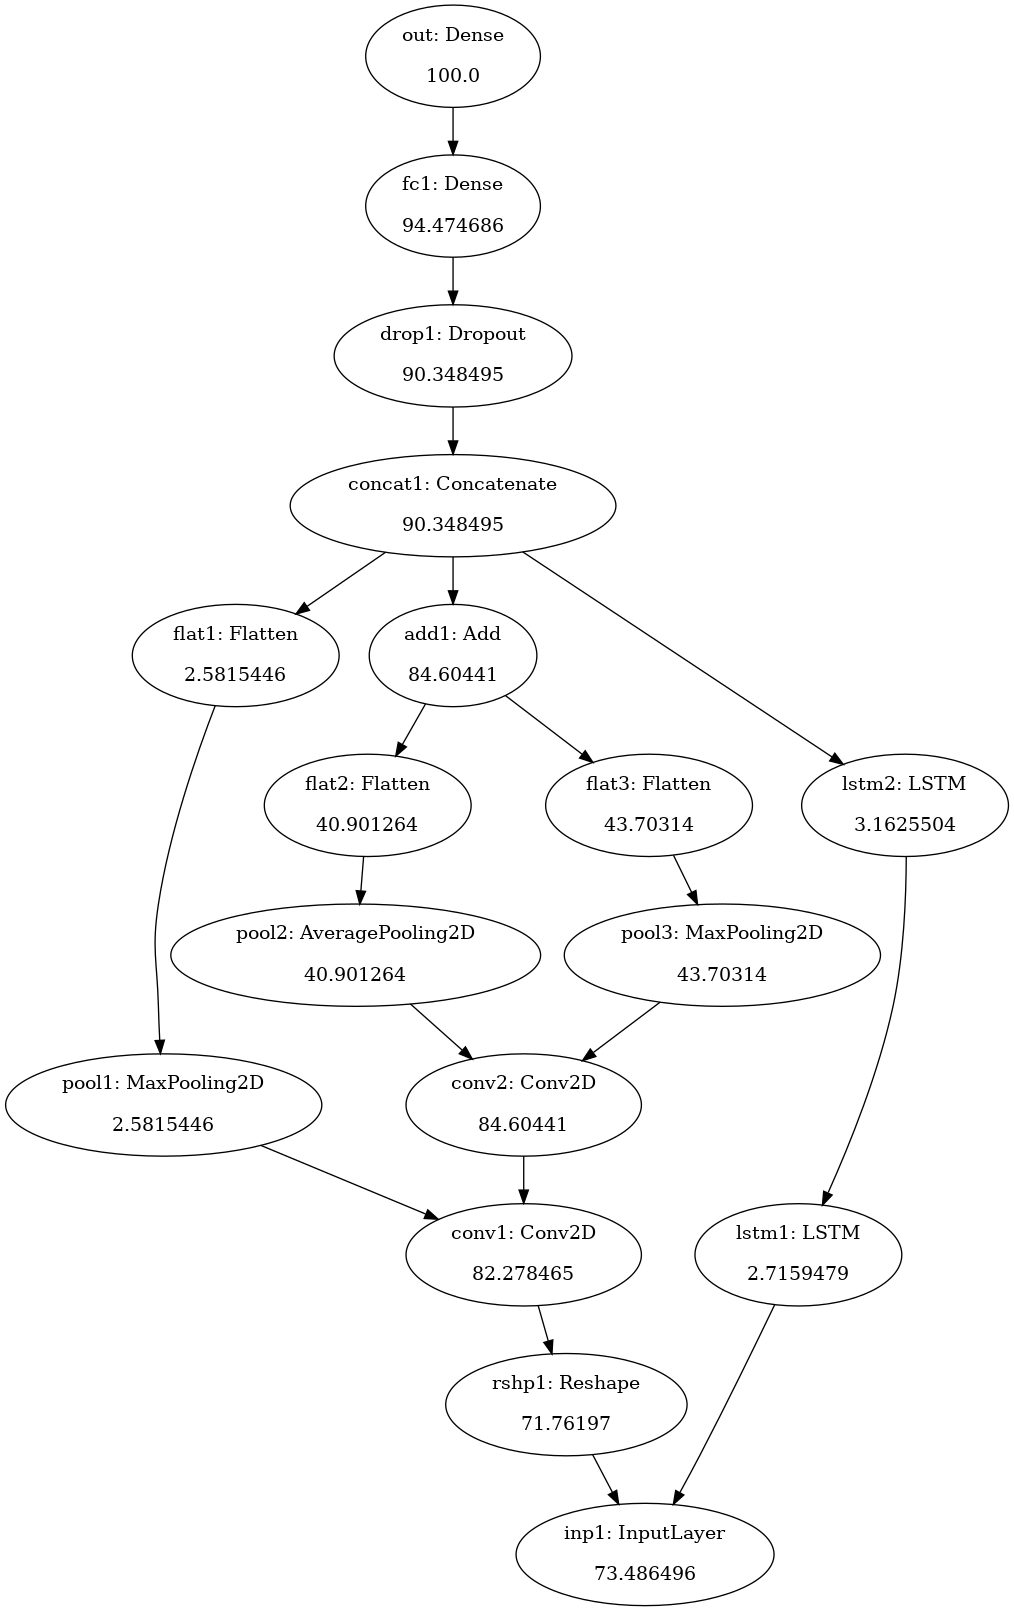 out: Dense
100.0
fc1: Dense
94.474686
drop1: Dropout
90.348495
concat1: Concatenate
90.348495
flat1: Flatten
2.5815446
add1: Add
84.60441
flat2: Flatten
40.901264
flat3: Flatten
43.70314
lstm2: LSTM
3.1625504
pool2: AveragePooling2D
40.901264
pool3: MaxPooling2D
43.70314
pool1: MaxPooling2D
2.5815446
conv2: Conv2D
84.60441
conv1: Conv2D
82.278465
lstm1: LSTM
2.7159479
rshp1: Reshape
71.76197
inp1: InputLayer
73.486496